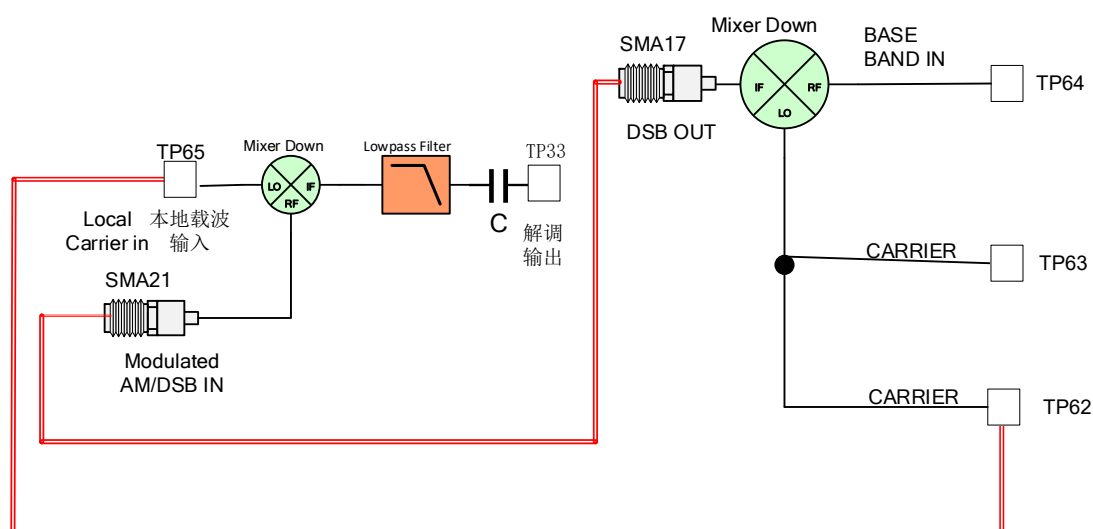 Mixer Down
SMA17
BASE
BAND IN
IF
RF
LO
TP64
DSB OUT
TP65
Mixer Down
Lowpass Filter
TP33
LO
IF
RF
C
Local
Carrier in
本地载波
输入
解调
输出
CARRIER
TP63
SMA21
Modulated
AM/DSB IN
CARRIER
TP62